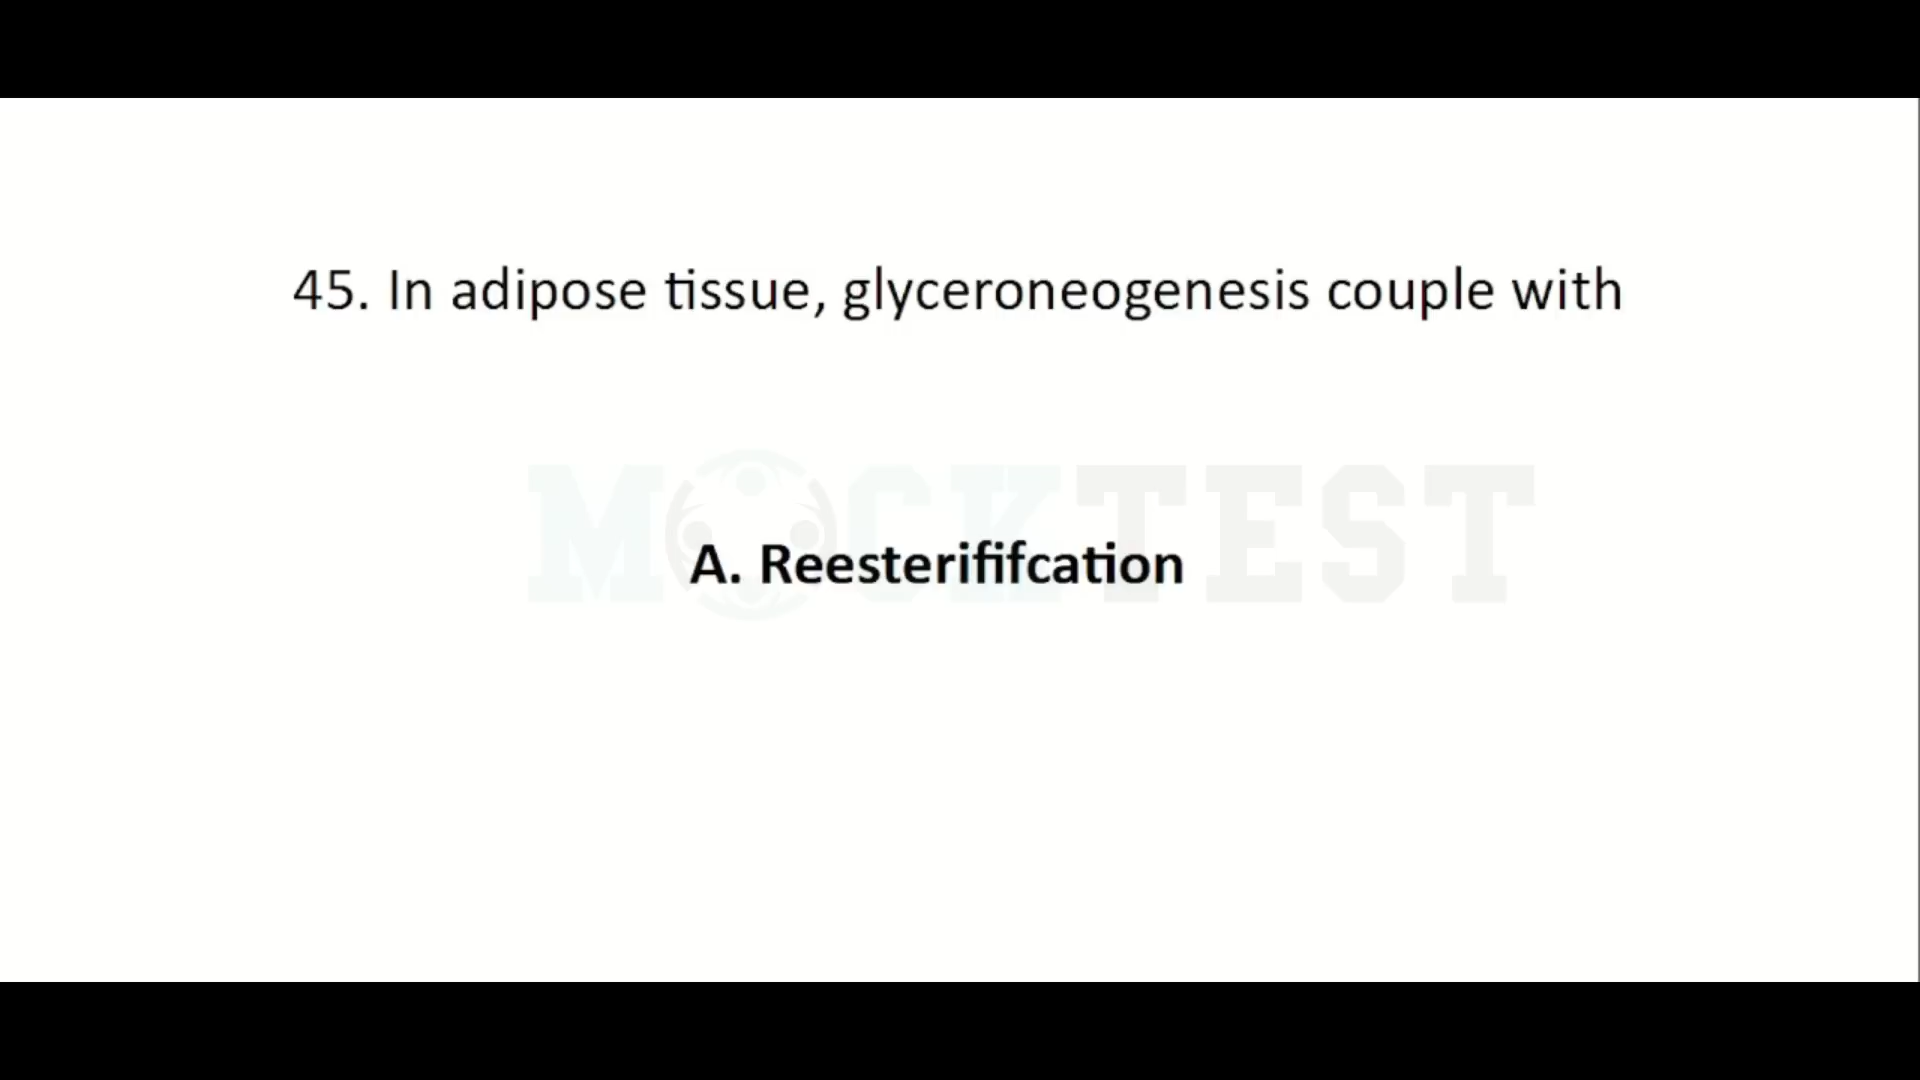 45. In adipose tissue, glyceroneogenesis couple with
MOCKTEST
A. Reesterififcation